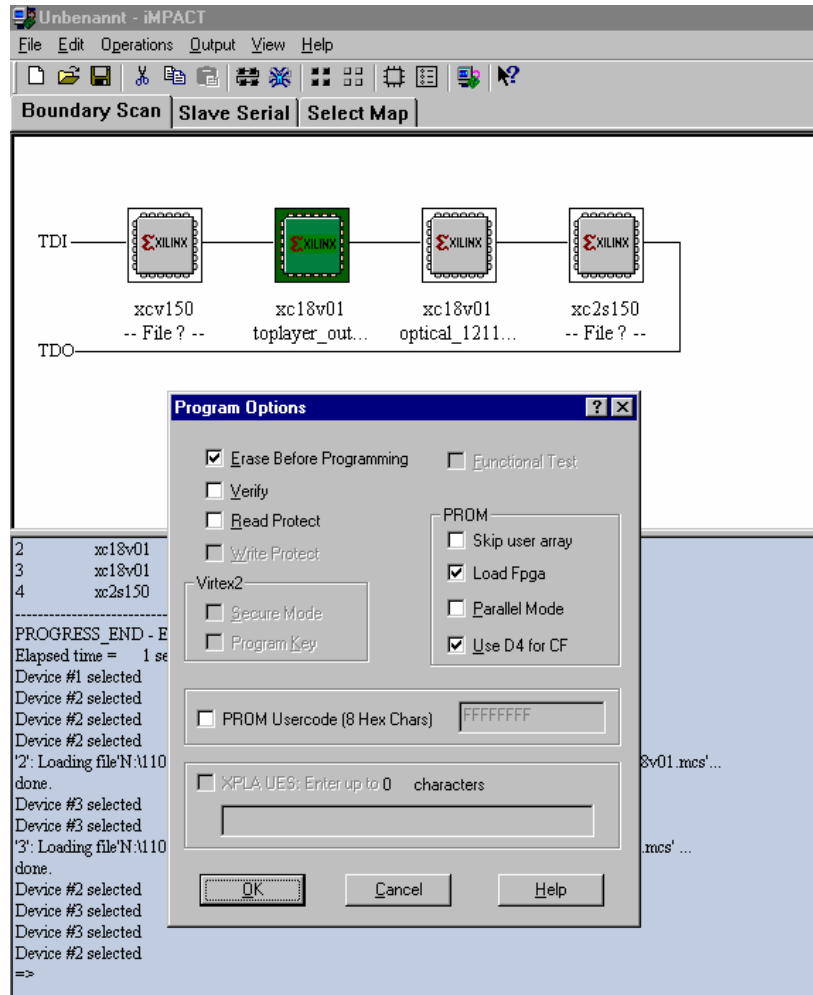 Unbenannt - iMPACT
File Edit Operations Output View Help
Boundary Scan Slave Serial Select Map
TDI
XILINX XILINX XILINX XILINX
xcv150 xc18v01 xc18v01 xc2s150
-- File ? -- toplayer_out... optical_1211... -- File ? --
TDO
Program Options
Erase Before Programming
Functional Test
Verify
Read Protect
Write Protect
PROM
Skip user array
Load Fpga
Parallel Mode
Use D4 for CF
Virtex2
Secure Mode
Program Key
PROM Usercode (8 Hex Chars) FFFFFFFF
XPLA UES: Enter up to 0 characters
OK Cancel Help
2 xc18v01
3 xc18v01
4 xc2s150
PROGRESS_END - E
Elapsed time = 1 se
Device #1 selected
Device #2 selected
Device #2 selected
Device #2 selected
'2': Loading file'N:\110 8v01.mcs'...
done.
Device #3 selected
Device #3 selected
'3': Loading file'N:\110 .mcs' ...
done.
Device #2 selected
Device #3 selected
Device #3 selected
Device #2 selected
=>